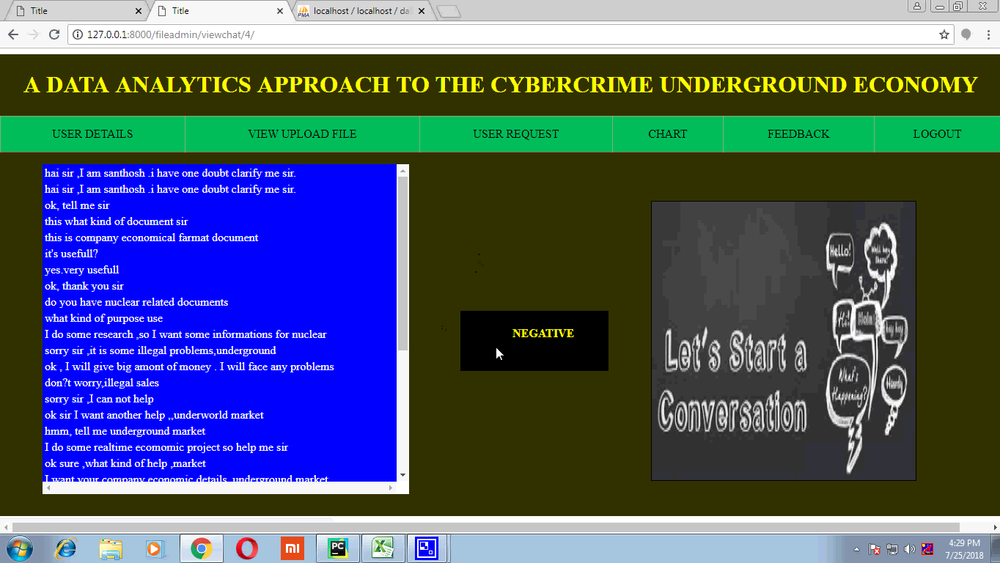 Title
Title
localhost / localhost / da
127.0.0.1:8000/fileadmin/viewchat/4/
A DATA ANALYTICS APPROACH TO THE CYBERCRIME UNDERGROUND ECONOMY
USER DETAILS
VIEW UPLOAD FILE
USER REQUEST
CHART
FEEDBACK
LOGOUT
hai sir ,I am santhosh .i have one doubt clarify me sir.
hai sir ,I am santhosh .i have one doubt clarify me sir.
ok, tell me sir
this what kind of document sir
this is company economical farmat document
it's usefull?
yes.very usefull
ok, thank you sir
do you have nuclear related documents
what kind of purpose use
I do some research ,so I want some informations for nuclear
sorry sir ,it is some illegal problems,underground
ok , I will give big amont of money . I will face any problems
don?t worry,illegal sales
sorry sir ,I can not help
ok sir I want another help ,,underworld market
hmm, tell me underground market
I do some realtime ecomomic project so help me sir
ok sure ,what kind of help ,market
I want your company economic details, underground market
NEGATIVE
Hello!
Well hey there!
Hi!
Hola!
hey hey
Let's Start a
Conversation
What's
Happening?
Howdy
PMA
mi
PC
4:29 PM
7/25/2018